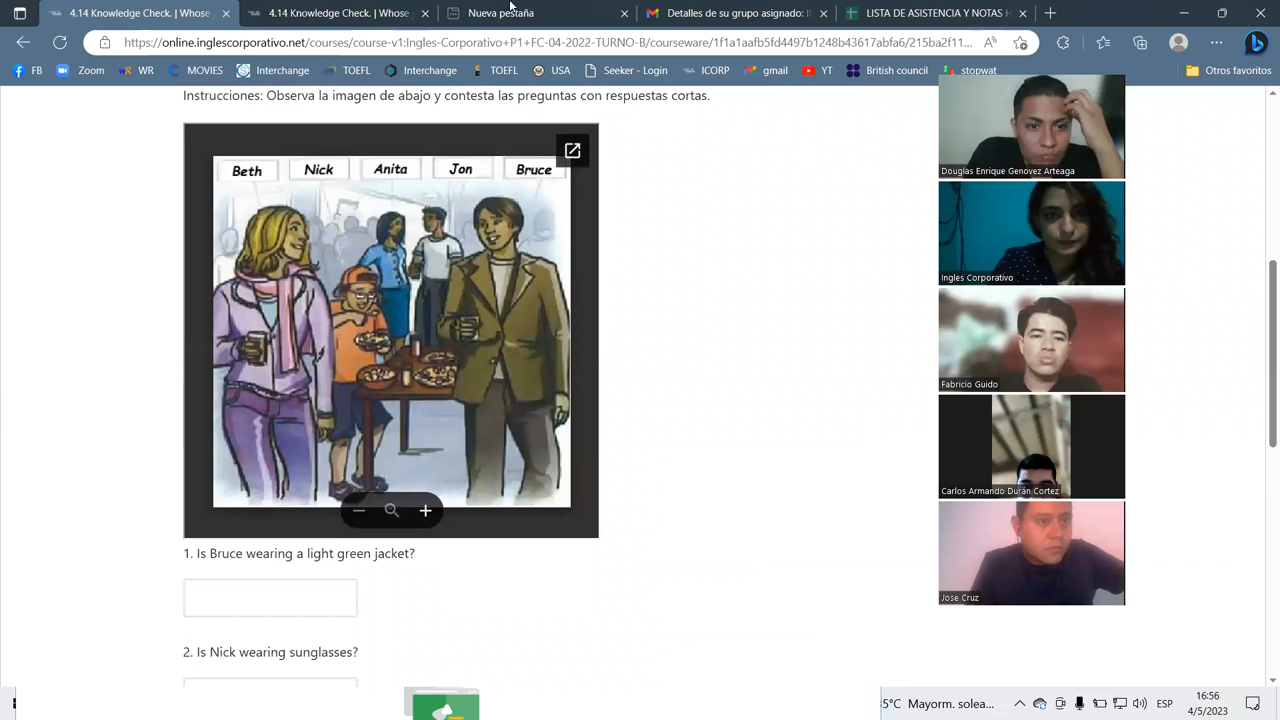 4.14 Knowledge Check: Declaraci
4.14 Knowledge Check: Declaraci
Nueva pestaña
Detalles de su grupo asignado: IN
LISTA DE ASISTENCIA Y NOTAS IN
https://online.inglescorporativo.net/courses/course-v1:Ingles-Corporativo+P1+FC-04-2022-TURNO-B/courseware/1f1a1aafb5fd4497b1248b43617abfa6/215ba2f11...
FB
Zoom
WR
MOVIES
Interchange
TOEFL
Interchange
TOEFL
USA
Seeker - Login
ICORP
gmail
YT
British council
stopwat
Otros favoritos
Instrucciones: Observa la imagen de abajo y contesta las preguntas con respuestas cortas.
Beth Nick Anita Jon Bruce
1. Is Bruce wearing a light green jacket?
2. Is Nick wearing sunglasses?
Douglas Enrique Genovez Arteaga
Ingles Corporativo
Fabricio Guido
Carlos Armando Durán Cortez
Jose Cruz
C Mayorm. solea...
ESP
16:56
4/5/2023